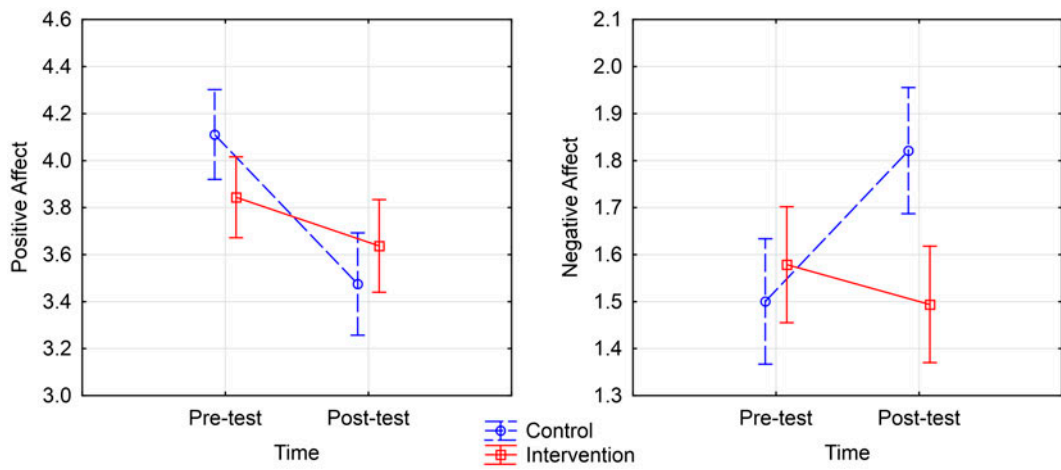 Positive Affect
4.6
4.4
4.2
4.0
3.8
3.6
3.4
3.2
3.0
Pre-test Post-test
Time
Negative Affect
2.1
2.0
1.9
1.8
1.7
1.6
1.5
1.4
1.3
Pre-test Post-test
Time
Control
Intervention